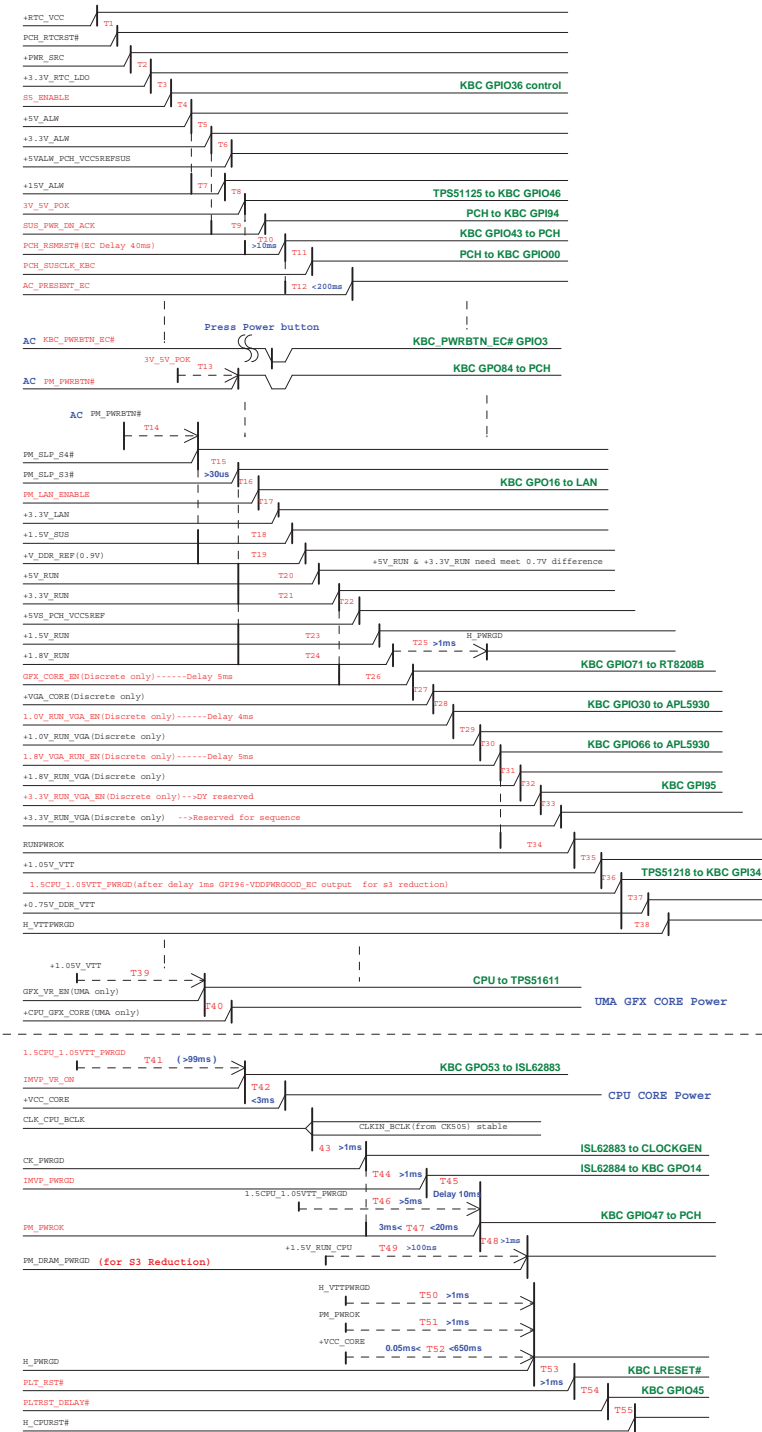 +RTC_VCC
T1
PCH_RTCRST#
+PWR_SRC
T2
+3.3V_RTC_LDO
T3
KBC GPIO36 control
S5_ENABLE
T4
+5V_ALW
T5
+3.3V_ALW
T6
+5VALW_PCH_VCC5REFSUS
+15V_ALW
T7
T8
TPS51125 to KBC GPIO46
3V_5V_POK
PCH to KBC GPI94
SUS_PWR_DN_ACK
T9
T10
KBC GPIO43 to PCH
PCH_RSMRST#(EC Delay 40ms)
>10ms
T11
PCH to KBC GPIO00
PCH_SUSCLK_KBC
AC_PRESENT_EC
T12 <200ms
Press Power button
AC KBC_PWRBTN_EC#
KBC_PWRBTN_EC# GPIO3
3V_5V_POK
T13
KBC GPO84 to PCH
AC PM_PWRBTN#
AC PM_PWRBTN#
T14
PM_SLP_S4#
T15
>30us
PM_SLP_S3#
T16
KBC GPO16 to LAN
PM_LAN_ENABLE
T17
+3.3V_LAN
+1.5V_SUS
T18
+V_DDR_REF(0.9V)
T19
+5V_RUN & +3.3V_RUN need meet 0.7V difference
+5V_RUN
T20
+3.3V_RUN
T21
T22
+5VS_PCH_VCC5REF
+1.5V_RUN
T23
T25 >1ms
H_PWRGD
+1.8V_RUN
T24
KBC GPIO71 to RT8208B
GFX_CORE_EN(Discrete only)------Delay 5ms
T26
T27
+VGA_CORE(Discrete only)
T28
KBC GPIO30 to APL5930
1.0V_RUN_VGA_EN(Discrete only)------Delay 4ms
T29
+1.0V_RUN_VGA(Discrete only)
T30
KBC GPIO66 to APL5930
1.8V_VGA_RUN_EN(Discrete only)------Delay 5ms
T31
+1.8V_RUN_VGA(Discrete only)
T32
KBC GPI95
+3.3V_RUN_VGA_EN(Discrete only)-->DY reserved
T33
+3.3V_RUN_VGA(Discrete only) -->Reserved for sequence
RUNPWROK
T34
+1.05V_VTT
T35
TPS51218 to KBC GPI34
T36
1.5CPU_1.05VTT_PWRGD(after delay 1ms GPI96-VDDPWRGOOD_EC output for s3 reduction)
+0.75V_DDR_VTT
T37
H_VTTPWRGD
T38
+1.05V_VTT
T39
CPU to TPS51611
GFX_VR_EN(UMA only)
T40
UMA GFX CORE Power
+CPU_GFX_CORE(UMA only)
1.5CPU_1.05VTT_PWRGD
T41 (>99ms)
KBC GPO53 to ISL62883
IMVP_VR_ON
T42
<3ms
CPU CORE Power
+VCC_CORE
CLK_CPU_BCLK
CLKIN_BCLK(from CK505) stable
43 >1ms
ISL62883 to CLOCKGEN
CK_PWRGD
T44 >1ms
ISL62884 to KBC GPO14
IMVP_PWRGD
T45
Delay 10ms
1.5CPU_1.05VTT_PWRGD
T46 >5ms
KBC GPIO47 to PCH
PM_PWROK
3ms< T47 <20ms
T48 >1ms
+1.5V_RUN_CPU
T49 >100ns
PM_DRAM_PWRGD (for S3 Reduction)
H_VTTPWRGD
T50 >1ms
PM_PWROK
T51 >1ms
+VCC_CORE
0.05ms< T52 <650ms
H_PWRGD
T53
>1ms
KBC LRESET#
PLT_RST#
T54
KBC GPIO45
PLTRST_DELAY#
T55
H_CPURST#